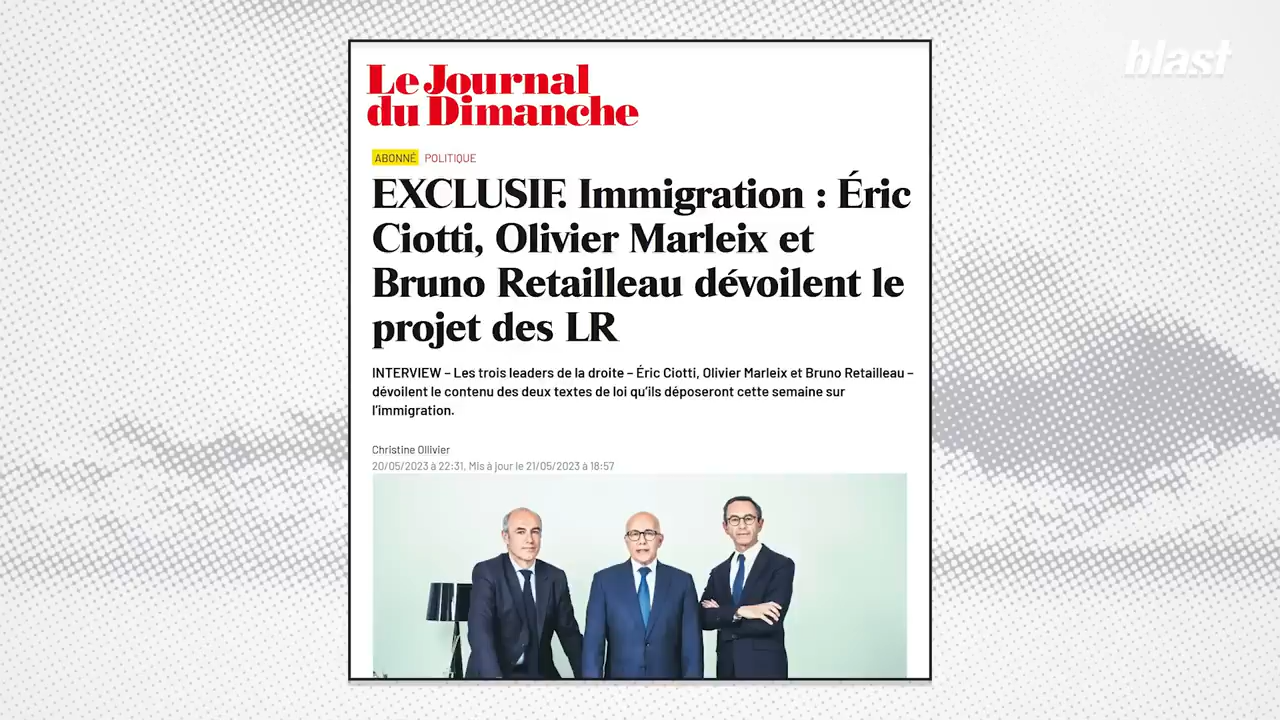 blast
Le Journal
du Dimanche
ABONNÉ POLITIQUE
EXCLUSIF. Immigration : Éric
Ciotti, Olivier Marleix et
Bruno Retailleau dévoilent le
projet des LR
INTERVIEW – Les trois leaders de la droite – Éric Ciotti, Olivier Marleix et Bruno Retailleau –
dévoilent le contenu des deux textes de loi qu'ils déposeront cette semaine sur
l'immigration.
Christine Ollivier
20/05/2023 à 22:31, Mis à jour le 21/05/2023 à 18:57